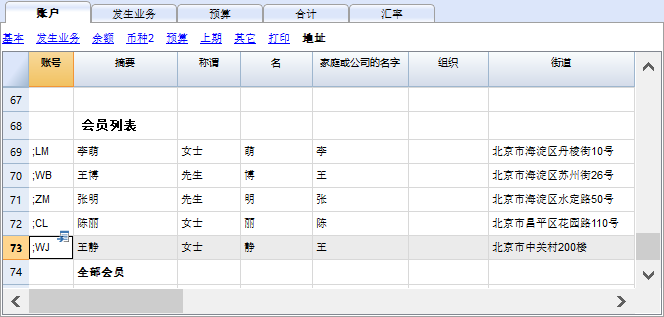 账户 发生业务 预算 合计 汇率
基本 发生业务 余额 币种2 预算 上期 其它 打印 地址
账号 摘要 称谓 名 家庭或公司的名字 组织 街道
67
68 会员列表
69 ;LM 李萌 女士 萌 李 北京市海淀区丹棱街10号
70 ;WB 王博 先生 博 王 北京市海淀区苏州街26号
71 ;ZM 张明 先生 明 张 北京市海淀区永定路50号
72 ;CL 陈丽 女士 丽 陈 北京市昌平区花园路110号
73 ;WJ 王静 女士 静 王 北京市中关村200楼
74 全部会员